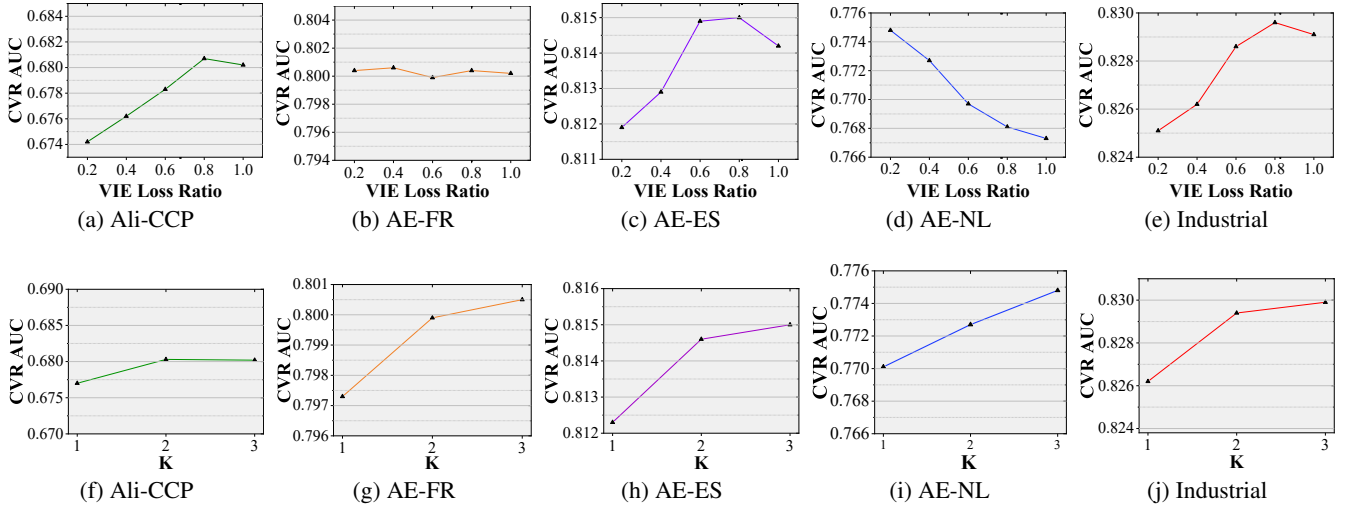 CVR AUC
0.684
0.682
0.680
0.678
0.676
0.674
0.2 0.4 0.6 0.8 1.0
VIE Loss Ratio
(a) Ali-CCP
CVR AUC
0.804
0.802
0.800
0.798
0.796
0.794
0.2 0.4 0.6 0.8 1.0
VIE Loss Ratio
(b) AE-FR
CVR AUC
0.815
0.814
0.813
0.812
0.811
0.2 0.4 0.6 0.8 1.0
VIE Loss Ratio
(c) AE-ES
CVR AUC
0.776
0.774
0.772
0.770
0.768
0.766
0.2 0.4 0.6 0.8 1.0
VIE Loss Ratio
(d) AE-NL
CVR AUC
0.830
0.828
0.826
0.824
0.2 0.4 0.6 0.8 1.0
VIE Loss Ratio
(e) Industrial
CVR AUC
0.690
0.685
0.680
0.675
0.670
1 2 3
K
(f) Ali-CCP
CVR AUC
0.801
0.800
0.799
0.798
0.797
0.796
1 2 3
K
(g) AE-FR
CVR AUC
0.816
0.815
0.814
0.813
0.812
1 2 3
K
(h) AE-ES
CVR AUC
0.776
0.774
0.772
0.770
0.768
0.766
1 2 3
K
(i) AE-NL
CVR AUC
0.830
0.828
0.826
0.824
1 2 3
K
(j) Industrial